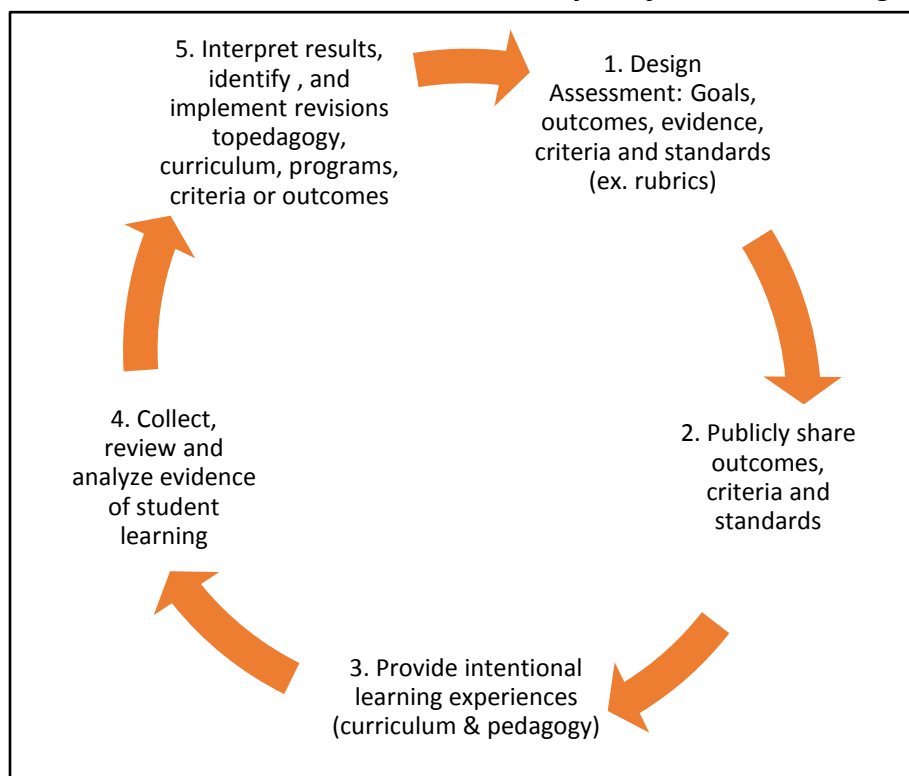 5. Interpret results,
identify , and
implement revisions
topedagogy,
curriculum, programs,
criteria or outcomes
1. Design
Assessment: Goals,
outcomes, evidence,
criteria and standards
(ex. rubrics)
2. Publicly share
outcomes,
criteria and
standards
3. Provide intentional
learning experiences
(curriculum & pedagogy)
4. Collect,
review and
analyze evidence
of student
learning